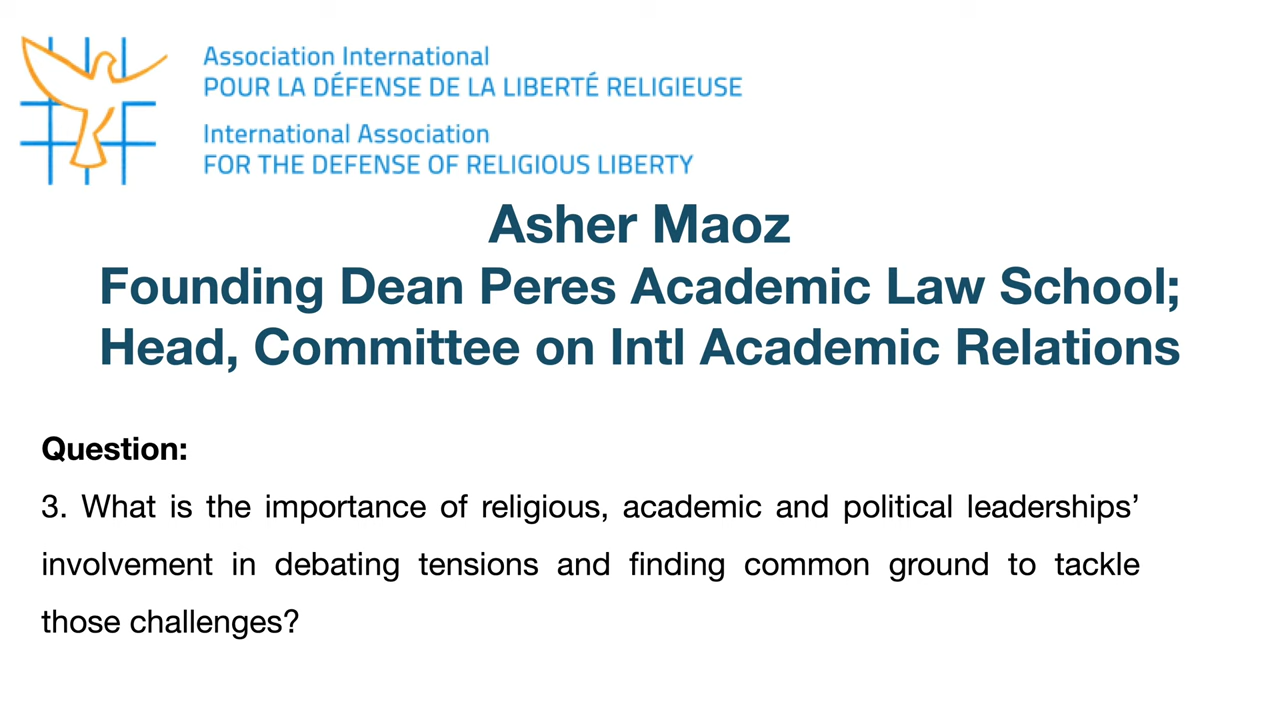 Association International
POUR LA DÉFENSE DE LA LIBERTÉ RELIGIEUSE
International Association
FOR THE DEFENSE OF RELIGIOUS LIBERTY
Asher Maoz
Founding Dean Peres Academic Law School;
Head, Committee on Intl Academic Relations
Question:
3. What is the importance of religious, academic and political leaderships’
involvement in debating tensions and finding common ground to tackle
those challenges?